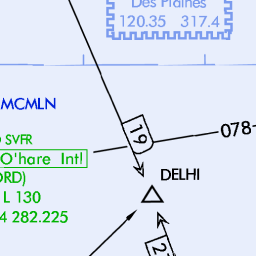 Des Plaines
120.35 317.4
MCMLN
SVFR
O'hare Intl
ORD)
L 130
4 282.225
19
078
DELHI